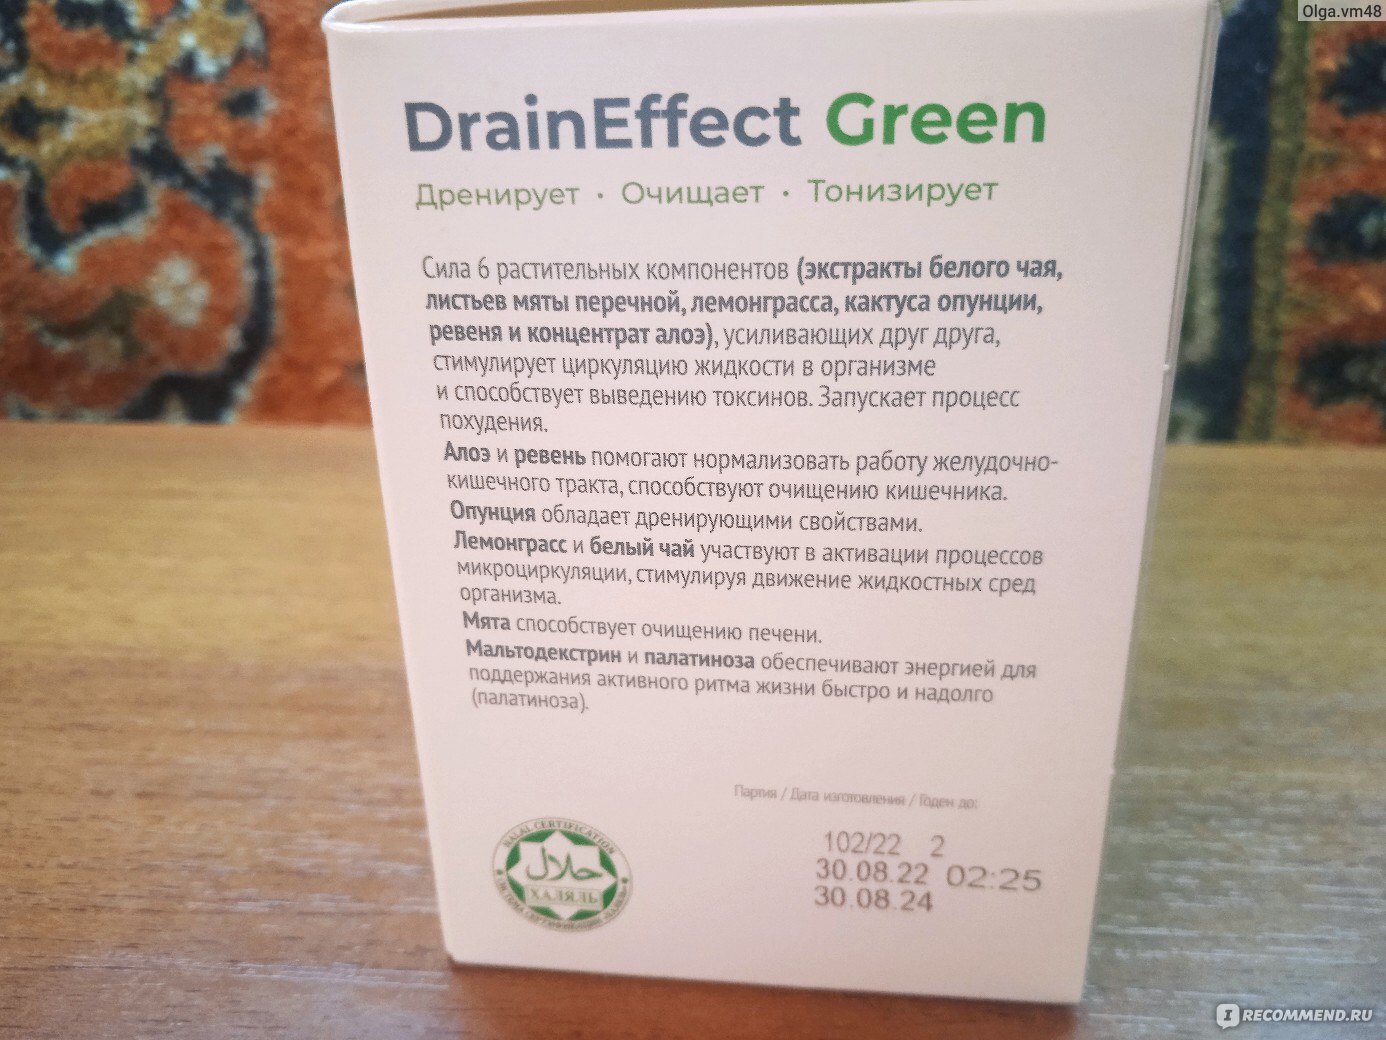 Olga.vm48
DrainEffect Green
Дренирует · Очищает · Тонизирует
Сила 6 растительных компонентов (экстракты белого чая,
листьев мяты перечной, лемонграсса, кактуса опунции,
ревеня и концентрат алоэ), усиливающих друг друга,
стимулирует циркуляцию жидкости в организме
и способствует выведению токсинов. Запускает процесс
похудения.
Алоэ и ревень помогают нормализовать работу желудочно-
кишечного тракта, способствуют очищению кишечника.
Опунция обладает дренирующими свойствами.
Лемонграсс и белый чай участвуют в активации процессов
микроциркуляции, стимулируя движение жидкостных сред
организма.
Мята способствует очищению печени.
Мальтодекстрин и палатиноза обеспечивают энергией для
поддержания активного ритма жизни быстро и надолго
(палатиноза).
Партия / Дата изготовления / Годен до:
102/22 2
30.08.22 02:25
30.08.24
HALAL CERTIFICATION
حلال
ХАЛЯЛЬ
IRECOMMEND.RU